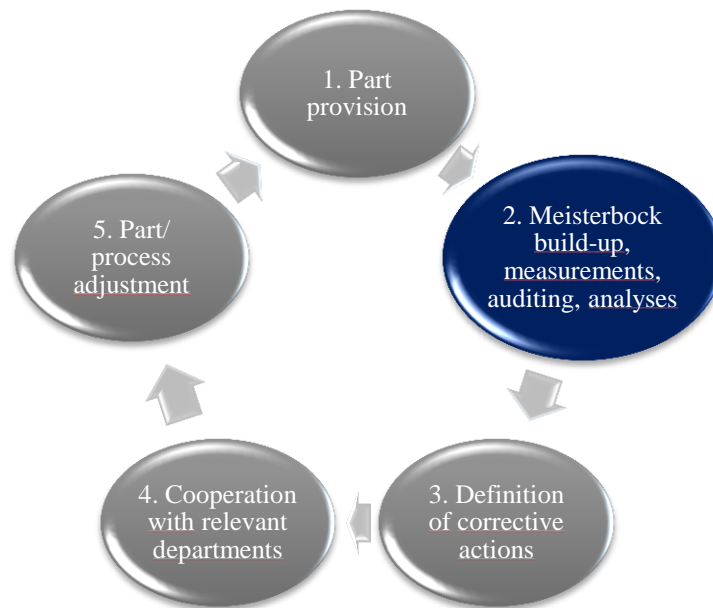 1. Part
provision
2. Meisterbock
build-up,
measurements,
auditing, analyses
3. Definition
of corrective
actions
4. Cooperation
with relevant
departments
5. Part/
process
adjustment